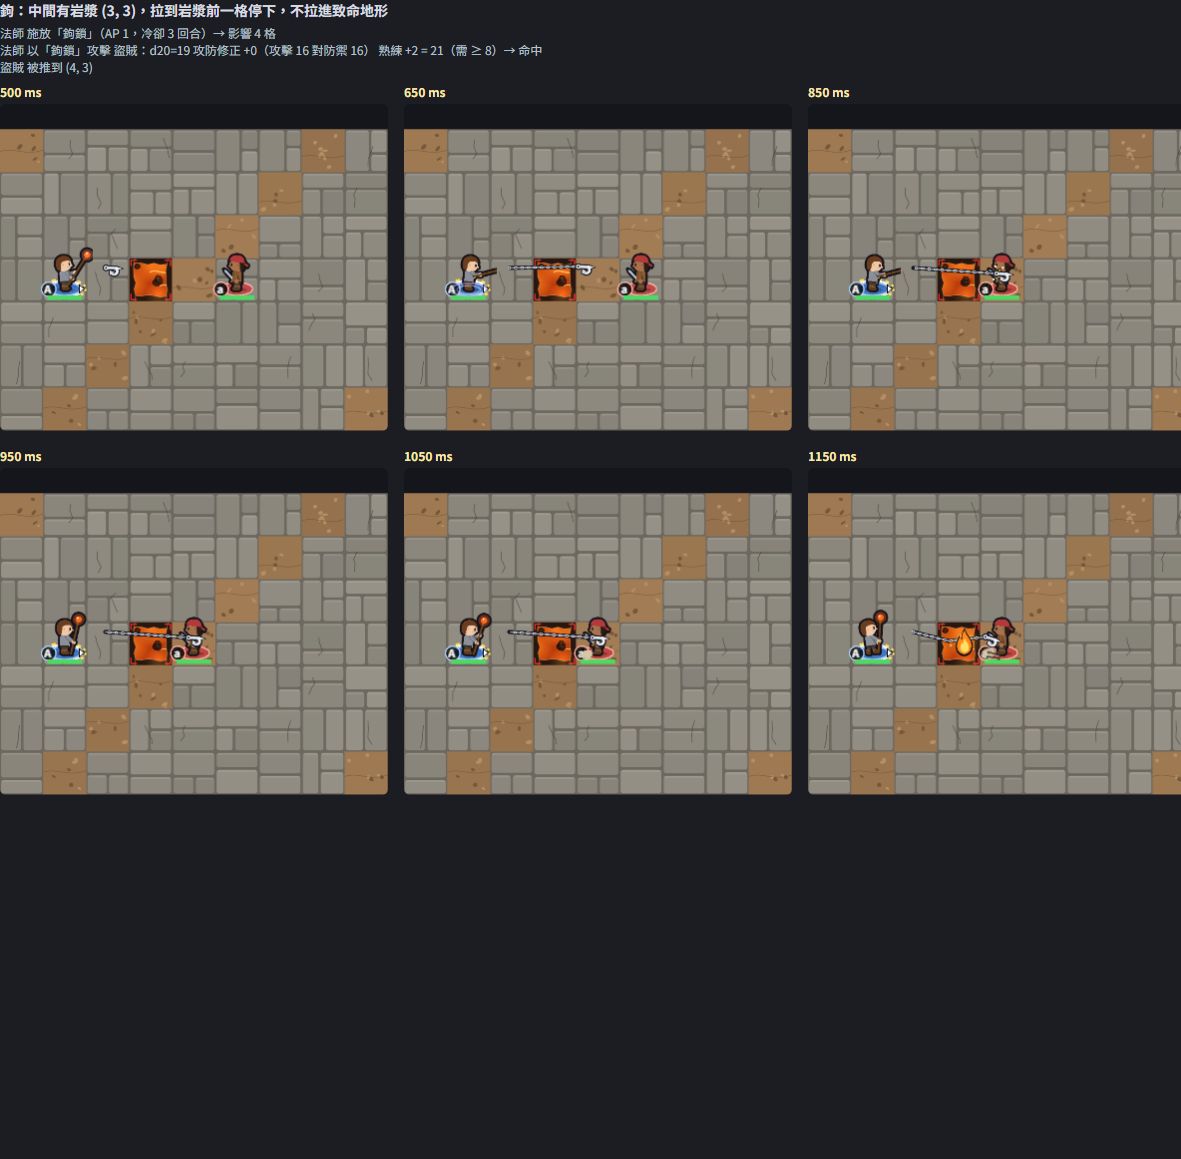 鉤：中間有岩漿 (3, 3)，拉到岩漿前一格停下，不拉進致命地形
法師 施放「鉤鎖」（AP 1，冷卻 3 回合）→ 影響 4 格
法師 以「鉤鎖」攻擊 盜賊：d20=19 攻防修正 +0（攻擊 16 對防禦 16） 熟練 +2 = 21（需 ≥ 8）→ 命中
盜賊 被推到 (4, 3)
500 ms
650 ms
850 ms
A
a
A
a
A
a
950 ms
1050 ms
1150 ms
A
a
A
a
A